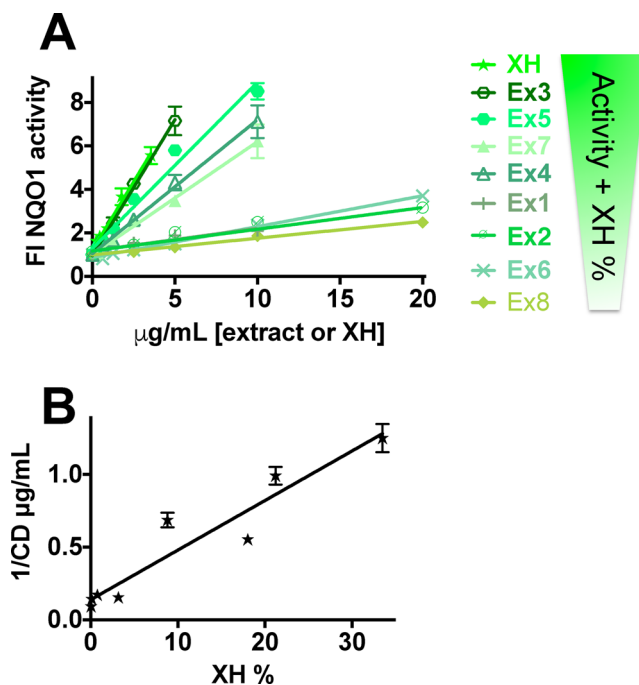 A
FI NQO1 activity
8
6
4
2
0
0
5
10
15
20
µg/mL [extract or XH]
XH
Ex3
Ex5
Ex7
Ex4
Ex1
Ex2
Ex6
Ex8
Activity + XH %
B
1/CD µg/mL
1.0
0.5
0.0
0
10
20
30
XH %